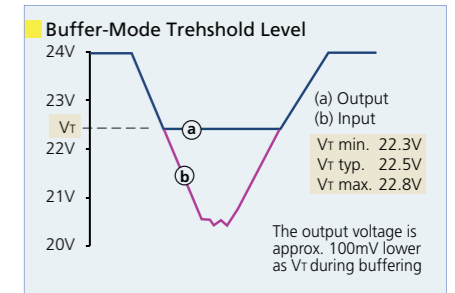 Buffer-Mode Trehshold Level
24V
23V
VT
22V
21V
20V
a
b
(a) Output
(b) Input
VT min. 22.3V
VT typ. 22.5V
VT max. 22.8V
The output voltage is
approx. 100mV lower
as VT during buffering